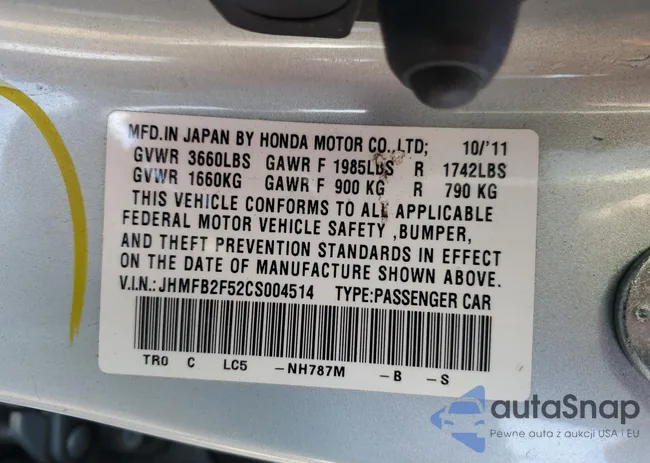 MFD.IN JAPAN BY HONDA MOTOR CO.,LTD; 10/'11
GVWR 3660LBS GAWR F 1985LBS R 1742LBS
GVWR 1660KG GAWR F 900 KG R 790 KG
THIS VEHICLE CONFORMS TO ALL APPLICABLE
FEDERAL MOTOR VEHICLE SAFETY ,BUMPER,
AND THEFT PREVENTION STANDARDS IN EFFECT
ON THE DATE OF MANUFACTURE SHOWN ABOVE.
V.I.N.:JHMFB2F52CS004514 TYPE:PASSENGER CAR
TRO C LC5 -NH787M -B -S
autaSnap
Pewne auta z aukcji USA i EU